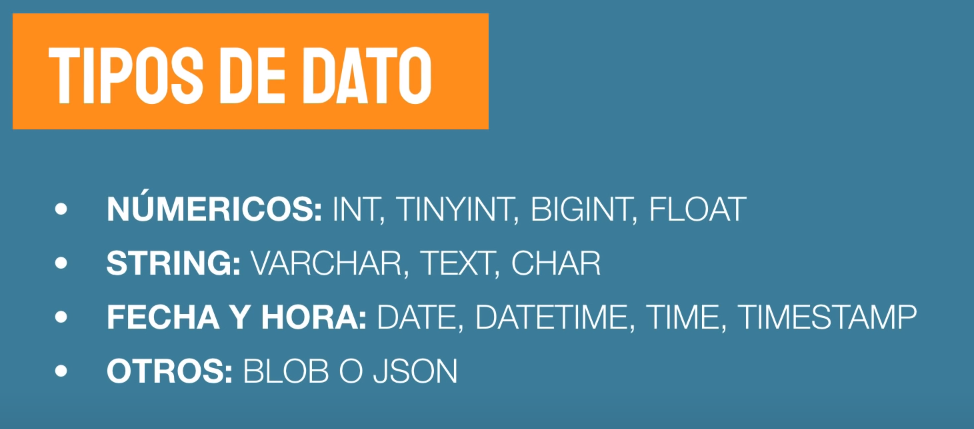 TIPOS DE DATO
• NÚMERICOS: INT, TINYINT, BIGINT, FLOAT
• STRING: VARCHAR, TEXT, CHAR
• FECHA Y HORA: DATE, DATETIME, TIME, TIMESTAMP
• OTROS: BLOB O JSON